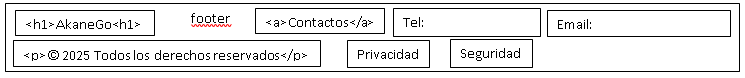 <h1>AkaneGo<h1> footer <a>Contactos</a> Tel: Email:
<p>© 2025 Todos los derechos reservados</p> Privacidad Seguridad